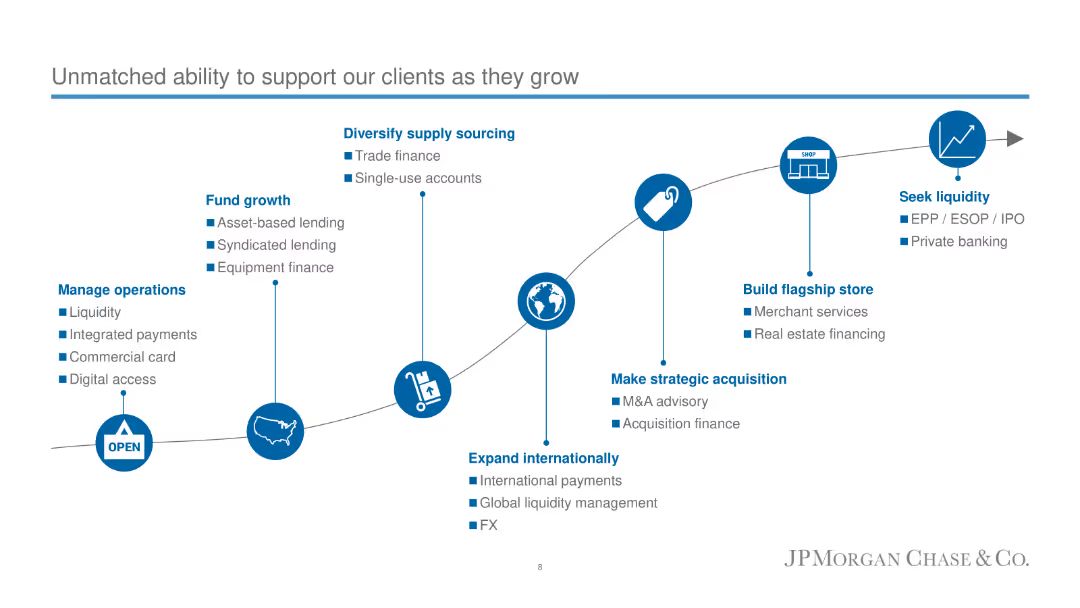 Unmatched ability to support our clients as they grow
Manage operations
Liquidity
Integrated payments
Commercial card
Digital access
OPEN
Fund growth
Asset-based lending
Syndicated lending
Equipment finance
Diversify supply sourcing
Trade finance
Single-use accounts
Expand internationally
International payments
Global liquidity management
FX
Make strategic acquisition
M&A advisory
Acquisition finance
SHOP
Build flagship store
Merchant services
Real estate financing
Seek liquidity
EPP / ESOP / IPO
Private banking
8
JPMORGAN CHASE & CO.